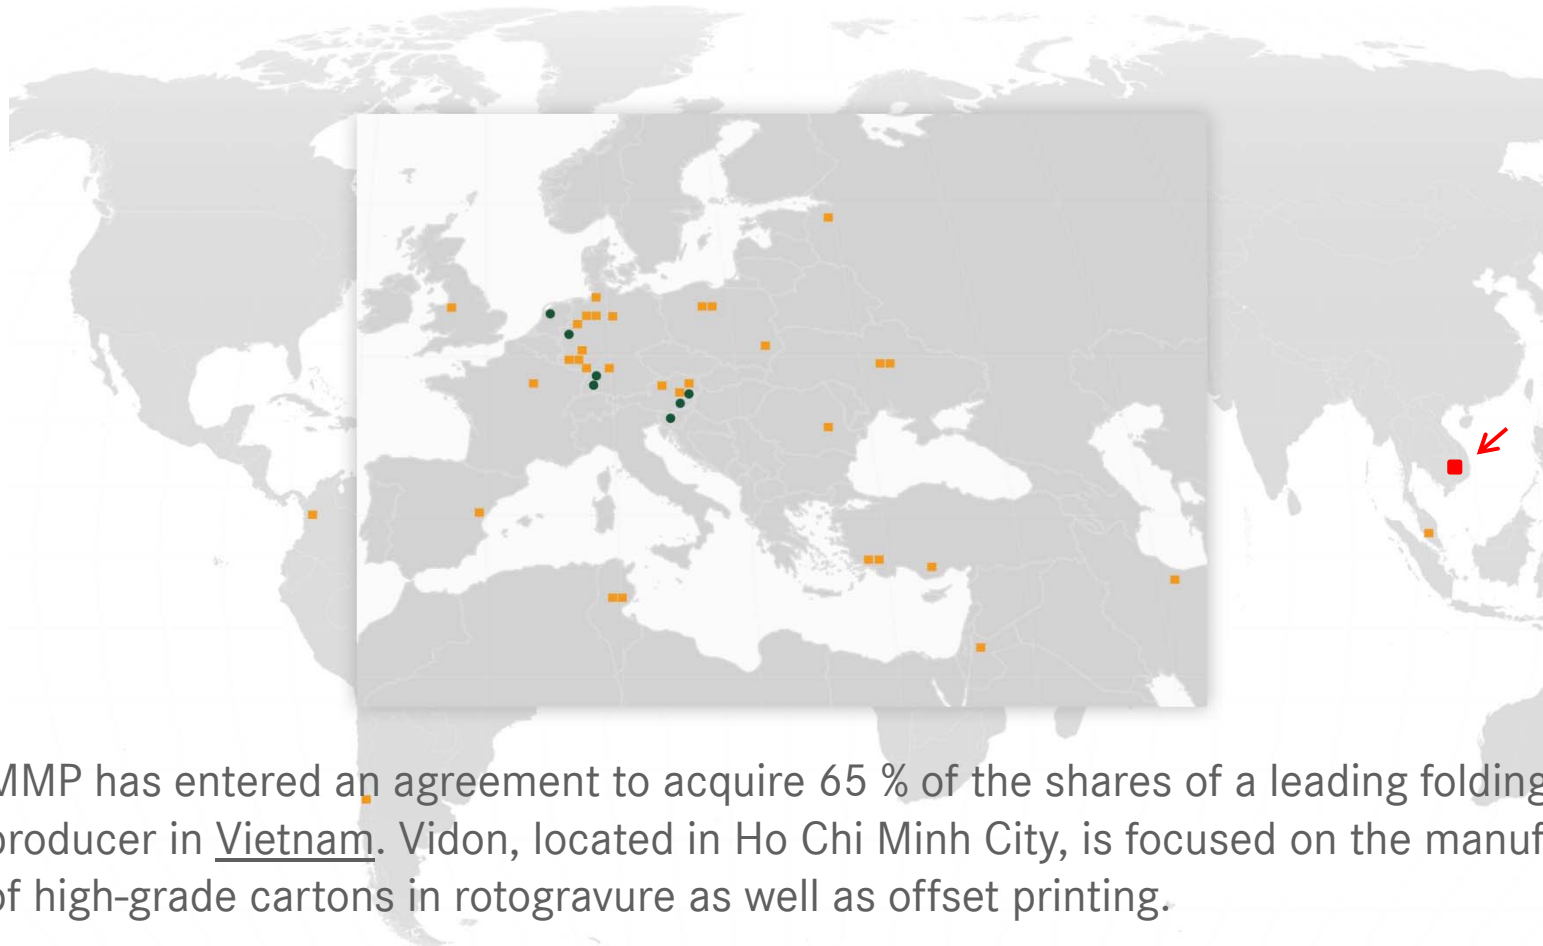 MMP has entered an agreement to acquire 65 % of the shares of a leading folding
producer in Vietnam. Vidon, located in Ho Chi Minh City, is focused on the manuf
of high-grade cartons in rotogravure as well as offset printing.